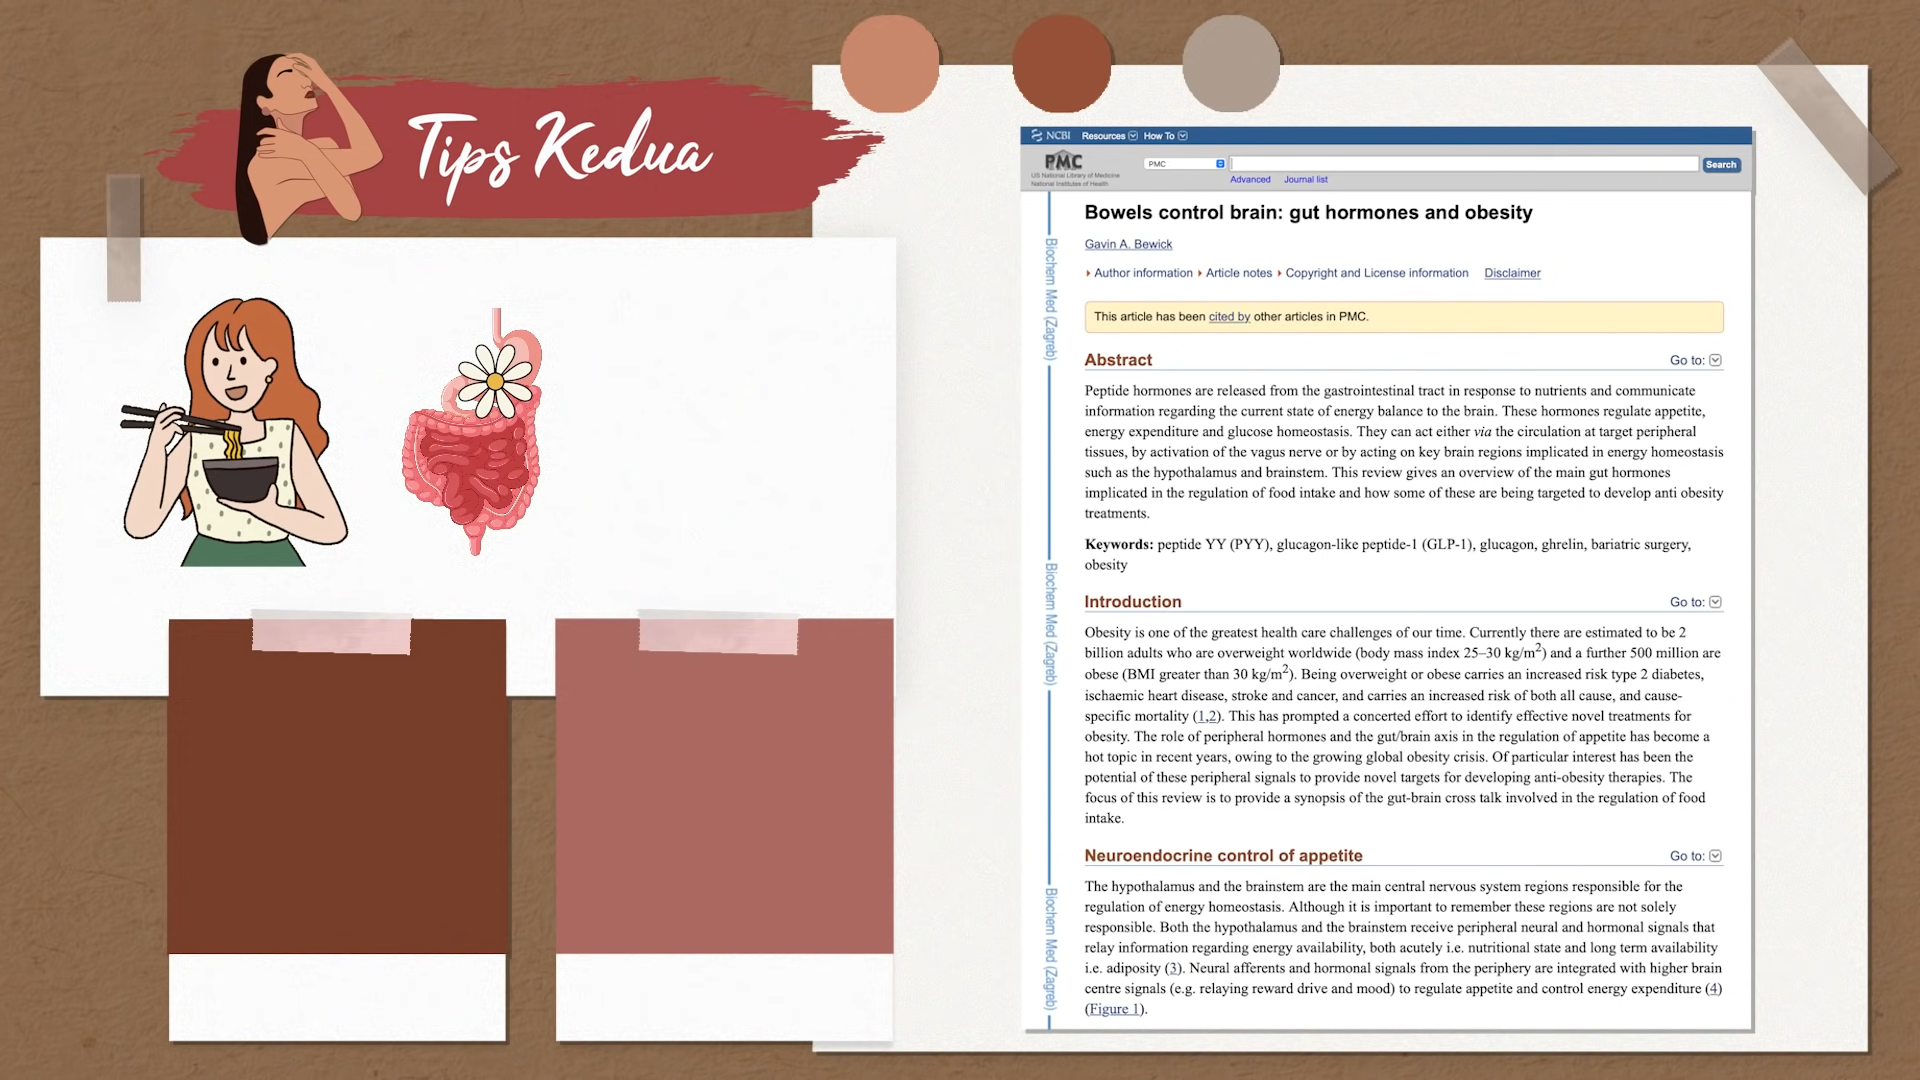 Tips Kedua
NCBI Resources How To
PMC
US National Library of Medicine
National Institutes of Health
PMC
Search
Advanced Journal list
Biochem Med (Zagreb)
Biochem Med (Zagreb)
Biochem Med (Zagreb)
Bowels control brain: gut hormones and obesity
Gavin A. Bewick
Author information Article notes Copyright and License information Disclaimer
This article has been cited by other articles in PMC.
Abstract Go to:
Peptide hormones are released from the gastrointestinal tract in response to nutrients and communicate
information regarding the current state of energy balance to the brain. These hormones regulate appetite,
energy expenditure and glucose homeostasis. They can act either via the circulation at target peripheral
tissues, by activation of the vagus nerve or by acting on key brain regions implicated in energy homeostasis
such as the hypothalamus and brainstem. This review gives an overview of the main gut hormones
implicated in the regulation of food intake and how some of these are being targeted to develop anti obesity
treatments.
Keywords: peptide YY (PYY), glucagon-like peptide-1 (GLP-1), glucagon, ghrelin, bariatric surgery,
obesity
Introduction Go to:
Obesity is one of the greatest health care challenges of our time. Currently there are estimated to be 2
billion adults who are overweight worldwide (body mass index 25–30 kg/m2) and a further 500 million are
obese (BMI greater than 30 kg/m2). Being overweight or obese carries an increased risk type 2 diabetes,
ischaemic heart disease, stroke and cancer, and carries an increased risk of both all cause, and cause-
specific mortality (1,2). This has prompted a concerted effort to identify effective novel treatments for
obesity. The role of peripheral hormones and the gut/brain axis in the regulation of appetite has become a
hot topic in recent years, owing to the growing global obesity crisis. Of particular interest has been the
potential of these peripheral signals to provide novel targets for developing anti-obesity therapies. The
focus of this review is to provide a synopsis of the gut-brain cross talk involved in the regulation of food
intake.
Neuroendocrine control of appetite Go to:
The hypothalamus and the brainstem are the main central nervous system regions responsible for the
regulation of energy homeostasis. Although it is important to remember these regions are not solely
responsible. Both the hypothalamus and the brainstem receive peripheral neural and hormonal signals that
relay information regarding energy availability, both acutely i.e. nutritional state and long term availability
i.e. adiposity (3). Neural afferents and hormonal signals from the periphery are integrated with higher brain
centre signals (e.g. relaying reward drive and mood) to regulate appetite and control energy expenditure (4)
(Figure 1).